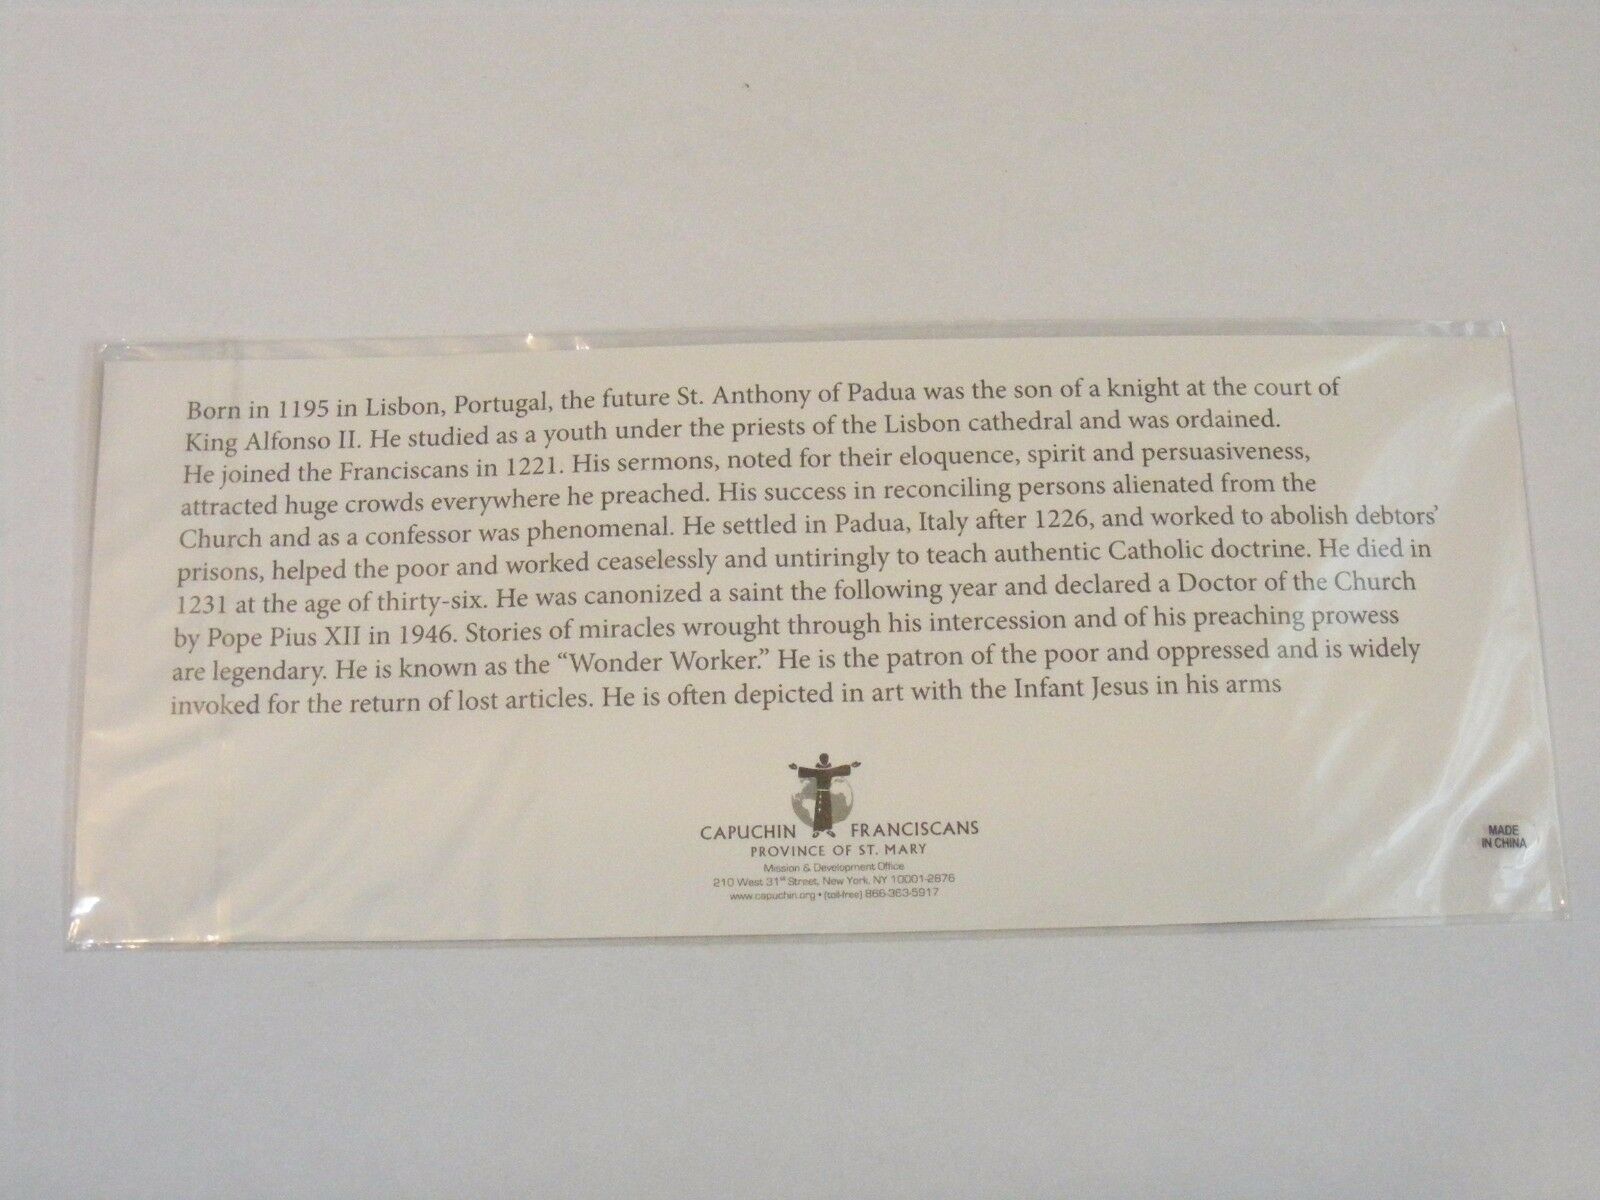 Born in 1195 in Lisbon, Portugal, the future St. Anthony of Padua was the son of a knight at the court of
King Alfonso II. He studied as a youth under the priests of the Lisbon cathedral and was ordained.
He joined the Franciscans in 1221. His sermons, noted for their eloquence, spirit and persuasiveness,
attracted huge crowds everywhere he preached. His success in reconciling persons alienated from the
Church and as a confessor was phenomenal. He settled in Padua, Italy after 1226, and worked to abolish debtors’
prisons, helped the poor and worked ceaselessly and untiringly to teach authentic Catholic doctrine. He died in
1231 at the age of thirty-six. He was canonized a saint the following year and declared a Doctor of the Church
by Pope Pius XII in 1946. Stories of miracles wrought through his intercession and of his preaching prowess
are legendary. He is known as the “Wonder Worker.” He is the patron of the poor and oppressed and is widely
invoked for the return of lost articles. He is often depicted in art with the Infant Jesus in his arms
CAPUCHIN FRANCISCANS
PROVINCE OF ST. MARY
Mission & Development Office
210 West 31st Street, New York, NY 10001-2876
www.capuchin.org • (toll-free) 866-363-5917
MADE
IN CHINA